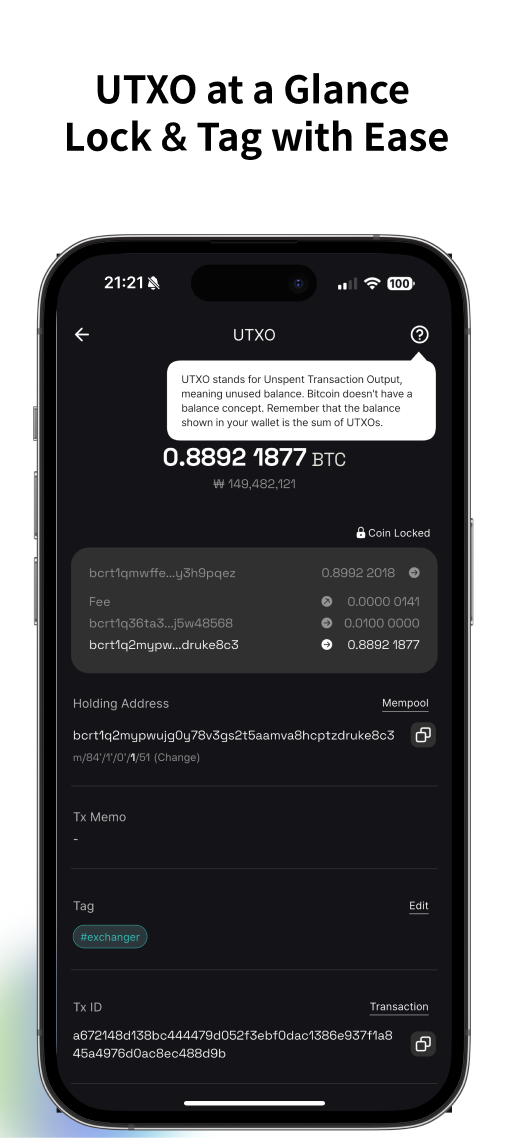 UTXO at a Glance
Lock & Tag with Ease
21:21
100
UTXO
UTXO stands for Unspent Transaction Output,
meaning unused balance. Bitcoin doesn't have a
balance concept. Remember that the balance
shown in your wallet is the sum of UTXOs.
0.8892 1877 BTC
₩ 149,482,121
Coin Locked
bcrt1qmwffe...y3h9pqez 0.8992 2018
Fee 0.0000 0141
bcrt1q36ta3...j5w48568 0.0100 0000
bcrt1q2mypw...druke8c3 0.8892 1877
Holding Address Mempool
bcrt1q2mypwujg0y78v3gs2t5aamva8hcptzdruke8c3
m/84'/1'/0'/1/51 (Change)
Tx Memo
-
Tag Edit
#exchanger
Tx ID Transaction
a672148d138bc444479d052f3ebf0dac1386e937f1a8
45a4976d0ac8ec488d9b